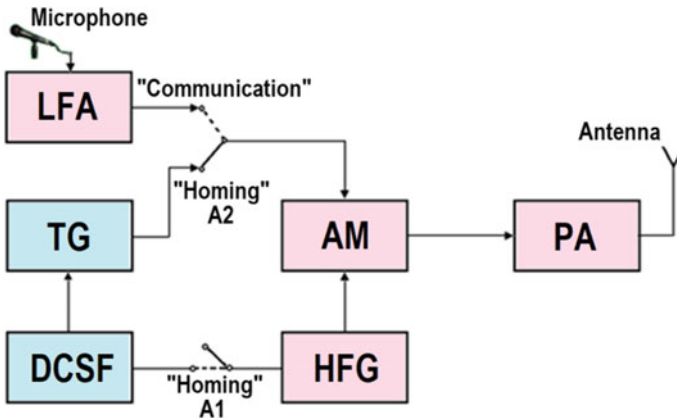 Microphone
LFA
"Communication"
Antenna
"Homing"
A2
TG
AM
PA
DCSF
"Homing"
A1
HFG